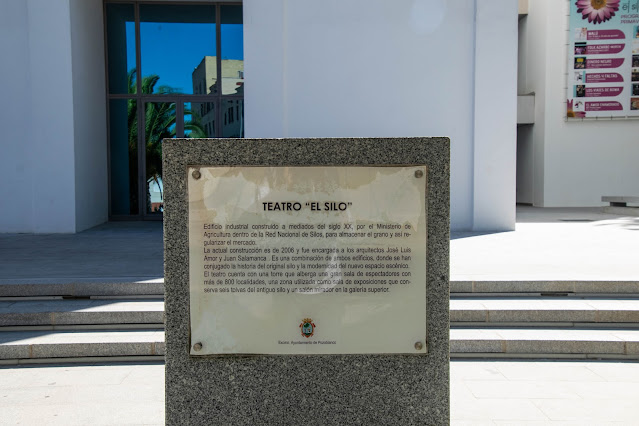 TEATRO "EL SILO"
Edificio industrial construido a mediados del siglo XX, por el Ministerio de
Agricultura dentro de la Red Nacional de Silos, para almacenar el grano y así re-
gularizar el mercado.
La actual construcción es de 2006 y fue encargada a los arquitectos José Luis
Amor y Juan Salamanca . Es una combinación de ambos edificios, donde se han
conjugado la historia del original silo y la modernidad del nuevo espacio escénico.
El teatro cuenta con una torre que alberga una gran sala de espectadores con
más de 800 localidades, una zona utilizada como sala de exposiciones que con-
serva seis tolvas del antiguo silo y un salón mirador en la galería superior.
Ayuntamiento de Pozoblanco
el si